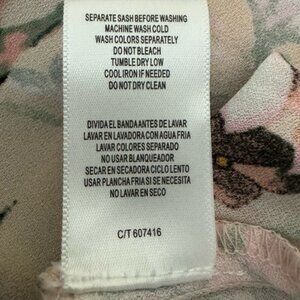 SEPARATE SASH BEFORE WASHING
MACHINE WASH COLD
WASH COLORS SEPARATELY
DO NOT BLEACH
TUMBLE DRY LOW
COOL IRON IF NEEDED
DO NOT DRY CLEAN
DIVIDA EL BANDA ANTES DE LAVAR
LAVAR EN LAVADORA CON AGUA FRIA
LAVAR COLORES SEPARADO
NO USAR BLANQUEADOR
SECAR EN SECADORA CICLO LENTO
USAR PLANCHA FRIA SI SE NECESITA
NO LAVAR EN SECO
C/T 607416